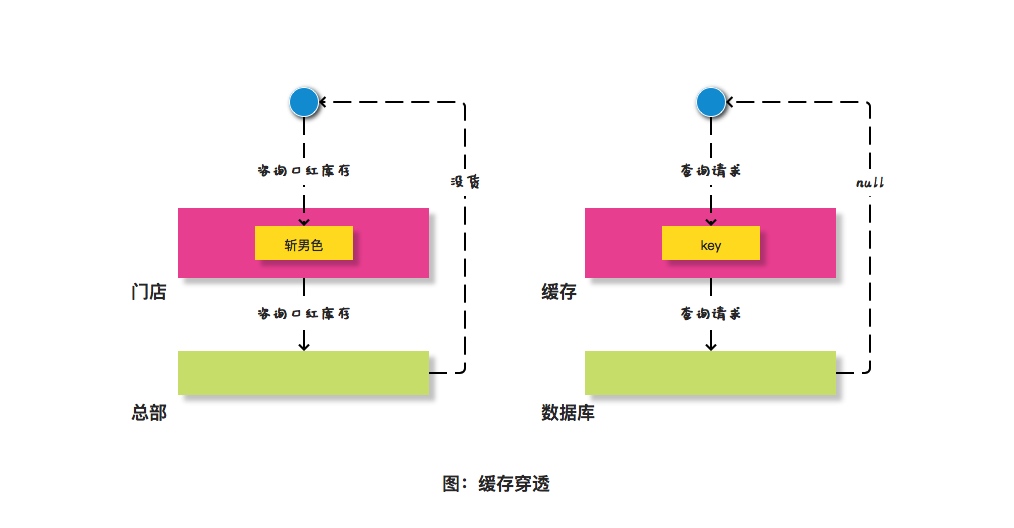 咨询口红库存
没货
斩男色
门店
咨询口红库存
总部
查询请求
null
key
缓存
查询请求
数据库
图：缓存穿透